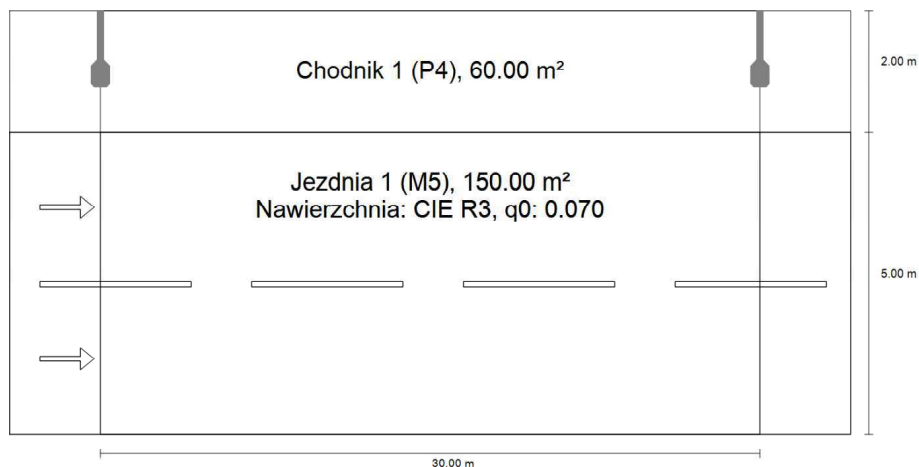 Chodnik 1 (P4), 60.00 m²
2.00 m
Jezdnia 1 (M5), 150.00 m²
Nawierzchnia: CIE R3, q0: 0.070
5.00 m
30.00 m